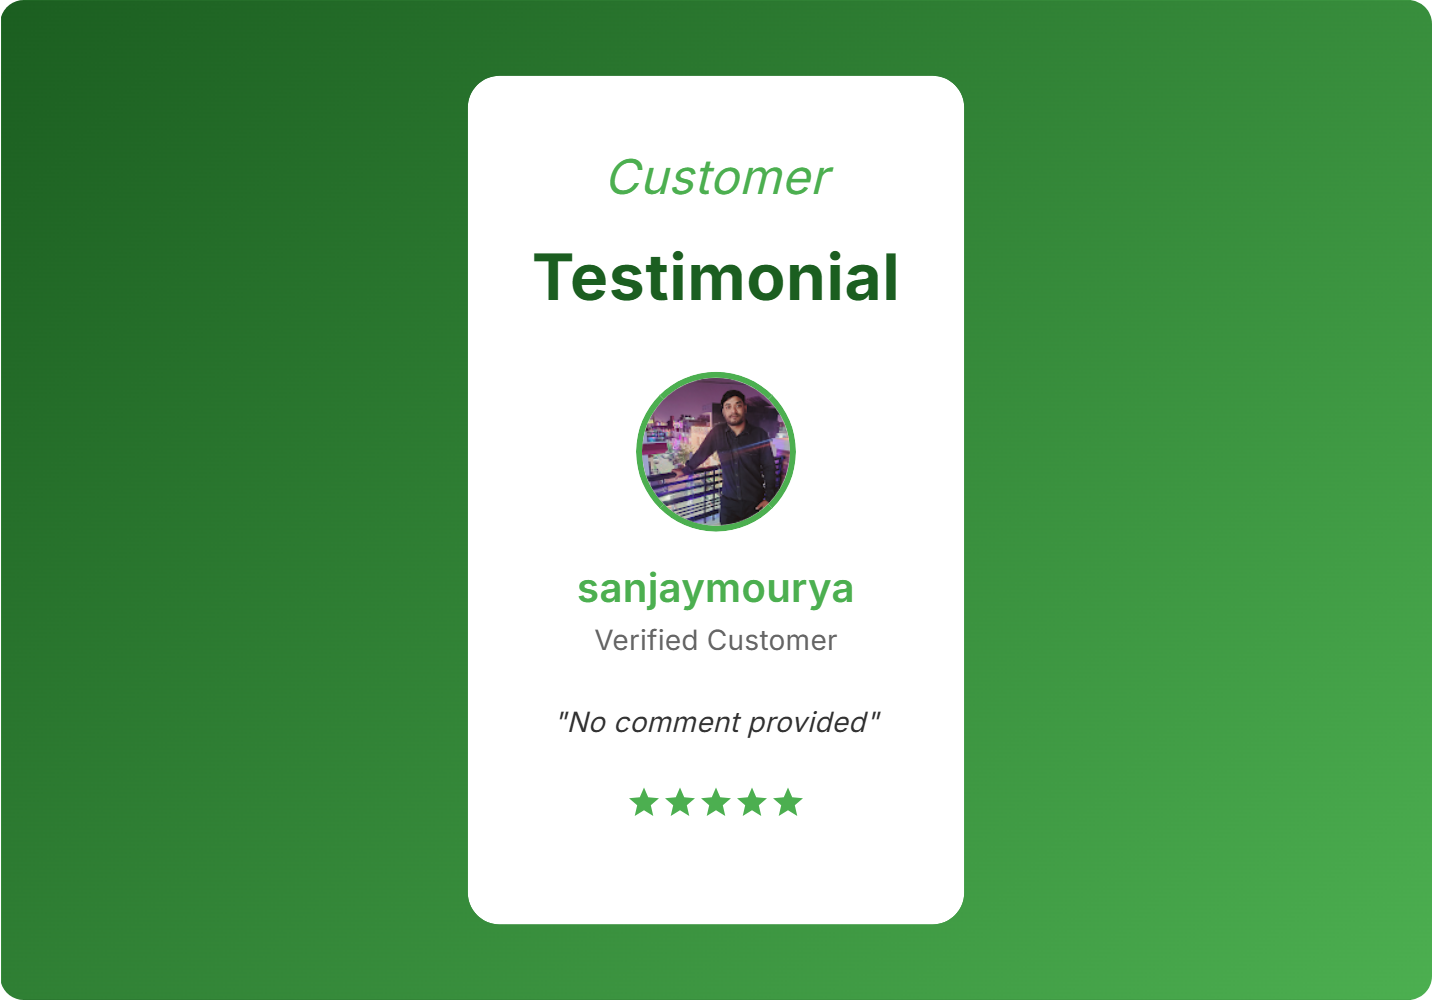 Customer
Testimonial
sanjaymourya
Verified Customer
"No comment provided"